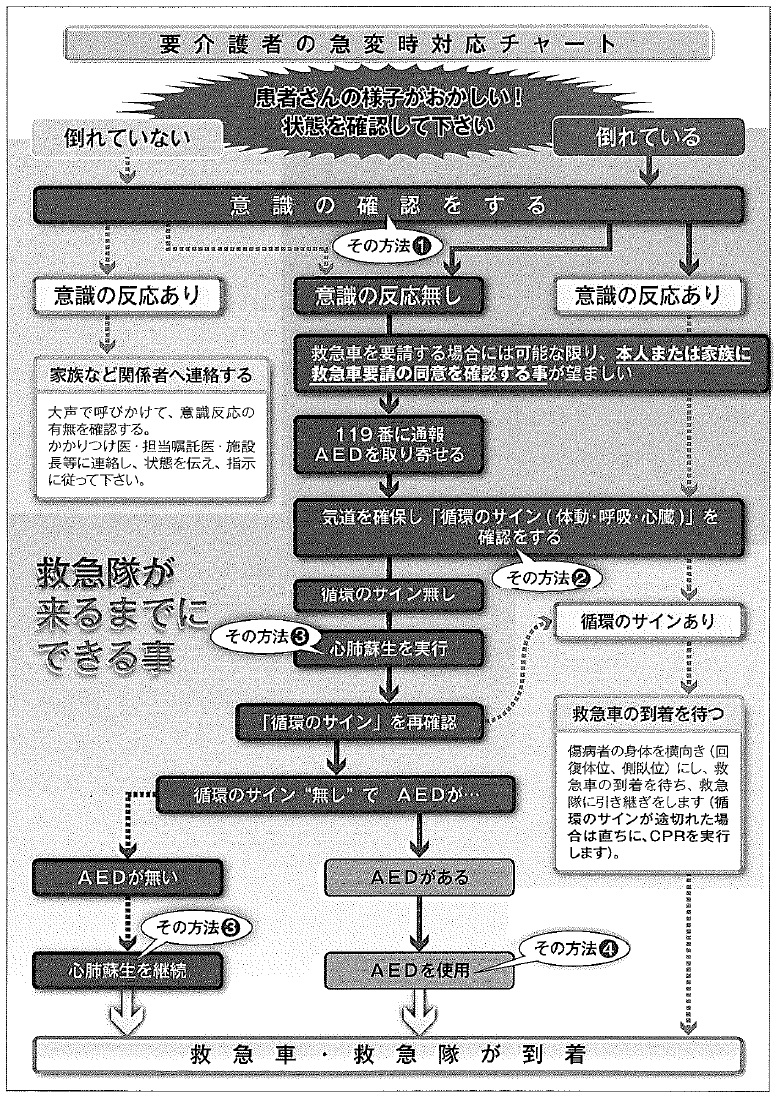 要介護者の急変時対応チャート
患者さんの様子がおかしい！
状態を確認して下さい
倒れていない
倒れている
意識の確認をする
その方法❶
意識の反応あり
意識の反応無し
意識の反応あり
救急車を要請する場合には可能な限り、本人または家族に
救急車要請の同意を確認する事が望ましい
家族など関係者へ連絡する
大声で呼びかけて、意識反応の
有無を確認する。
かかりつけ医・担当嘱託医・施設
長等に連絡し、状態を伝え、指示
に従って下さい。
119番に通報
AEDを取り寄せる
気道を確保し「循環のサイン(体動・呼吸・心臓)」を
確認をする
その方法❷
救急隊が
来るまでに
できる事
循環のサイン無し
循環のサインあり
その方法❸
心肺蘇生を実行
「循環のサイン」を再確認
救急車の到着を待つ
傷病者の身体を横向き(回
復体位、側臥位)にし、救
急車の到着を待ち、救急
隊に引き継ぎをします(循
環のサインが途切れた場
合は直ちに、CPRを実行
します)。
循環のサイン“無し”で AEDが…
AEDが無い
AEDがある
その方法❸
心肺蘇生を継続
その方法❹
AEDを使用
救急車・救急隊が到着